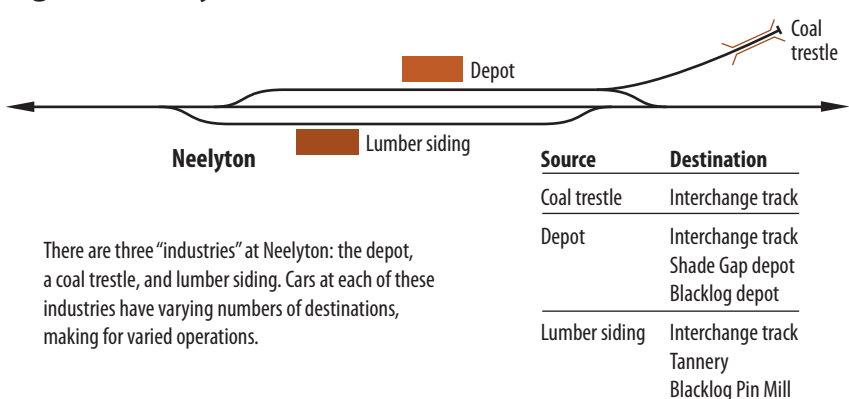 Coal
trestle
Depot
Lumber siding
Neelyton
There are three “industries” at Neelyton: the depot,
a coal trestle, and lumber siding. Cars at each of these
industries have varying numbers of destinations,
making for varied operations.
Source Destination
Coal trestle Interchange track
Depot Interchange track
Shade Gap depot
Blacklog depot
Lumber siding Interchange track
Tannery
Blacklog Pin Mill